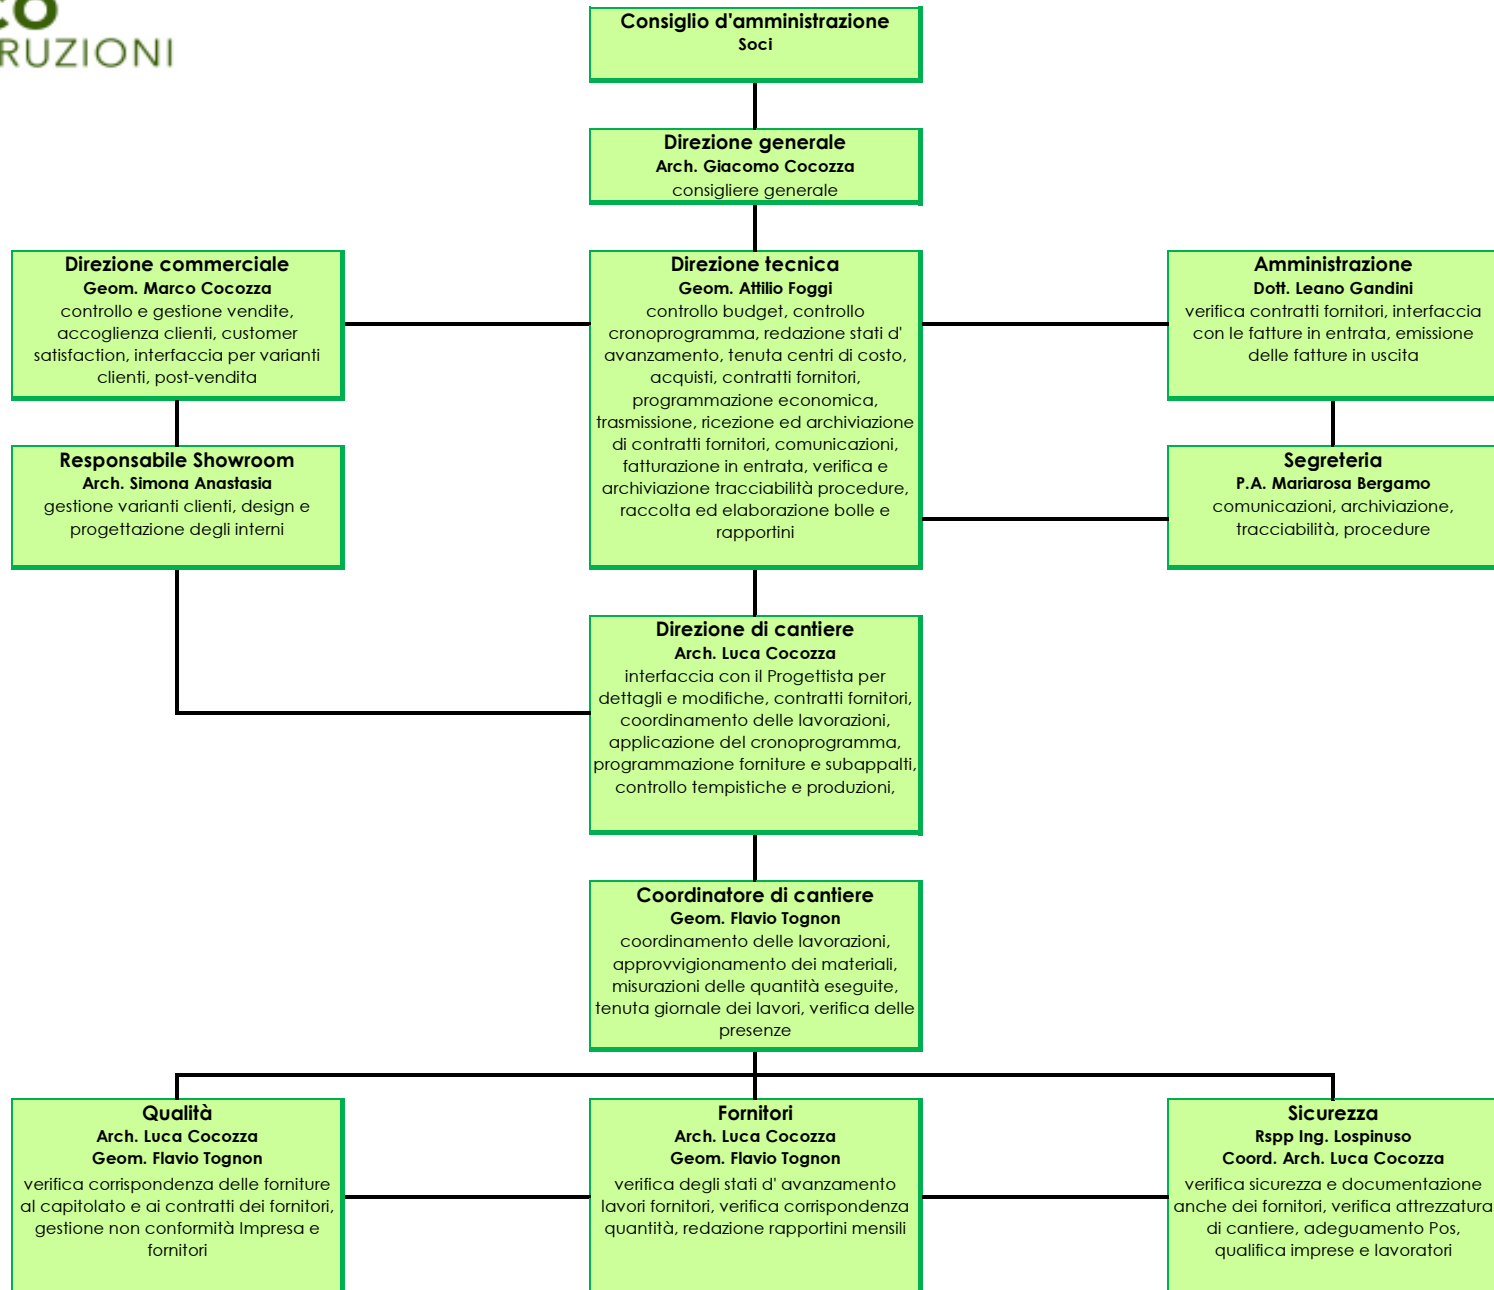 CO
RUZIONI
Consiglio d'amministrazione
Soci
Direzione generale
Arch. Giacomo Cocozza
consigliere generale
Direzione commerciale
Geom. Marco Cocozza
controllo e gestione vendite,
accoglienza clienti, customer
satisfaction, interfaccia per varianti
clienti, post-vendita
Direzione tecnica
Geom. Attilio Foggi
controllo budget, controllo
cronoprogramma, redazione stati d'
avanzamento, tenuta centri di costo,
acquisti, contratti fornitori,
programmazione economica,
trasmissione, ricezione ed archiviazione
di contratti fornitori, comunicazioni,
fatturazione in entrata, verifica e
archiviazione tracciabilità procedure,
raccolta ed elaborazione bolle e
rapportini
Amministrazione
Dott. Leano Gandini
verifica contratti fornitori, interfaccia
con le fatture in entrata, emissione
delle fatture in uscita
Responsabile Showroom
Arch. Simona Anastasia
gestione varianti clienti, design e
progettazione degli interni
Segreteria
P.A. Mariarosa Bergamo
comunicazioni, archiviazione,
tracciabilità, procedure
Direzione di cantiere
Arch. Luca Cocozza
interfaccia con il Progettista per
dettagli e modifiche, contratti fornitori,
coordinamento delle lavorazioni,
applicazione del cronoprogramma,
programmazione forniture e subappalti,
controllo tempistiche e produzioni,
Coordinatore di cantiere
Geom. Flavio Tognon
coordinamento delle lavorazioni,
approvvigionamento dei materiali,
misurazioni delle quantità eseguite,
tenuta giornale dei lavori, verifica delle
presenze
Qualità
Arch. Luca Cocozza
Geom. Flavio Tognon
verifica corrispondenza delle forniture
al capitolato e ai contratti dei fornitori,
gestione non conformità Impresa e
fornitori
Fornitori
Arch. Luca Cocozza
Geom. Flavio Tognon
verifica degli stati d' avanzamento
lavori fornitori, verifica corrispondenza
quantità, redazione rapportini mensili
Sicurezza
Rspp Ing. Lospinuso
Coord. Arch. Luca Cocozza
verifica sicurezza e documentazione
anche dei fornitori, verifica attrezzatura
di cantiere, adeguamento Pos,
qualifica imprese e lavoratori